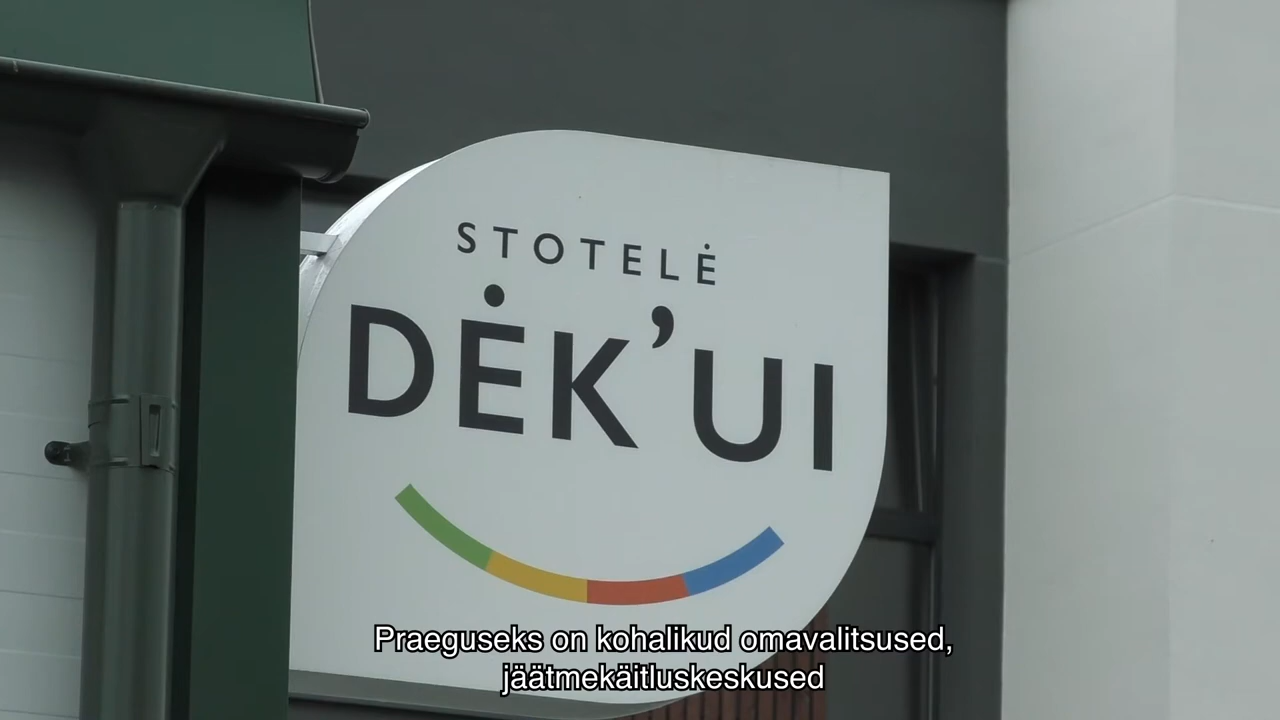 STOTELĖ
DĖK'UI
Praeguseks on kohalikud omavalitsused,
jäätmekäitluskeskused